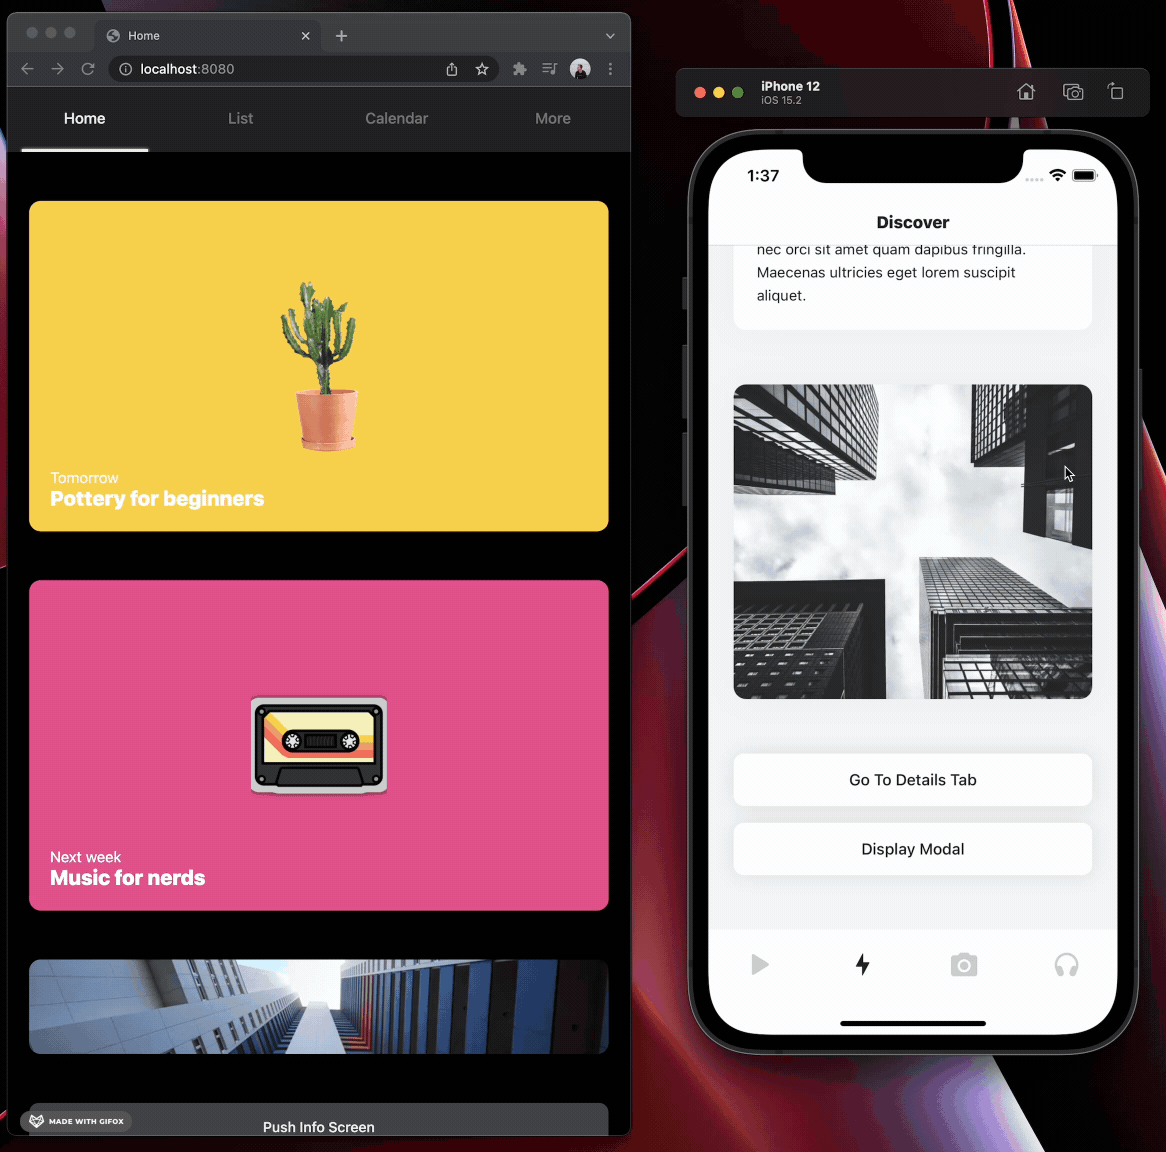 Home
localhost:8080
Home
List
Calendar
More
Tomorrow
Pottery for beginners
Next week
Music for nerds
Push Info Screen
MADE WITH GIFOX
iPhone 12
iOS 15.2
1:37
Discover
nec orci sit amet quam dapibus fringilla.
Maecenas ultricies eget lorem suscipit
aliquet.
Go To Details Tab
Display Modal